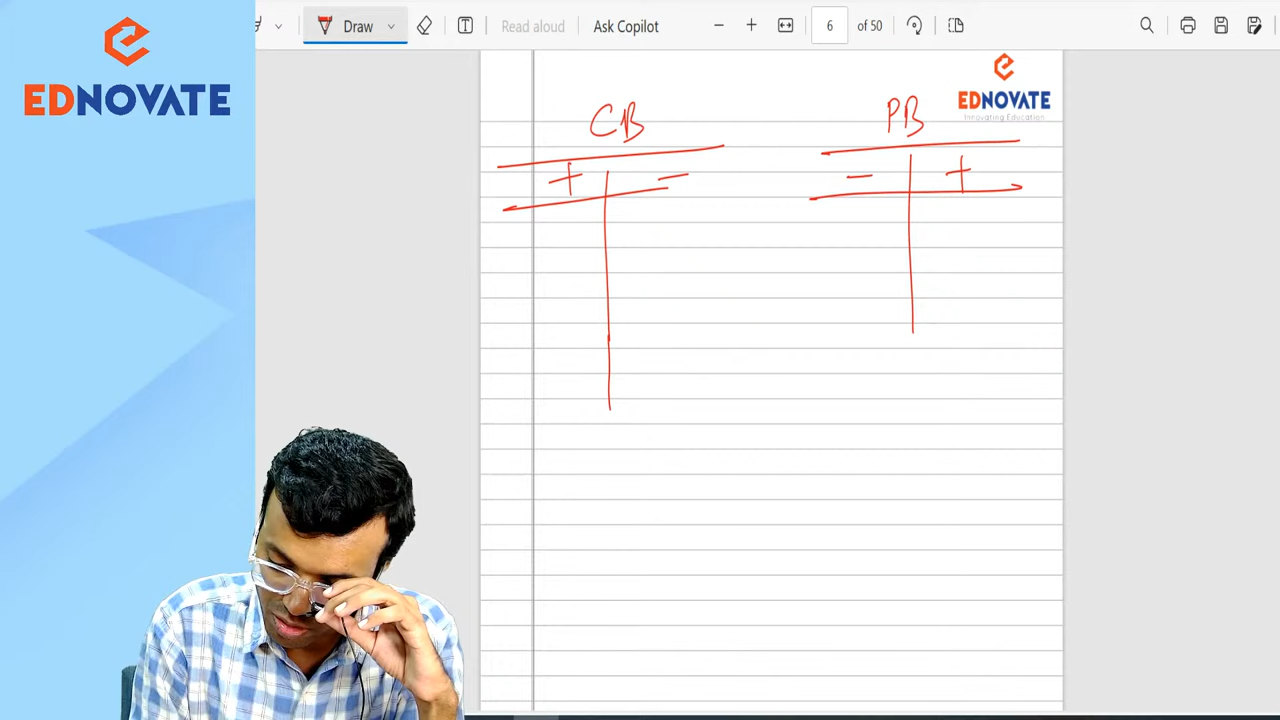 EDNOVATE
Draw
Read aloud
Ask Copilot
6 of 50
EDNOVATE
Innovating Education
CB
PB
+ -
- +